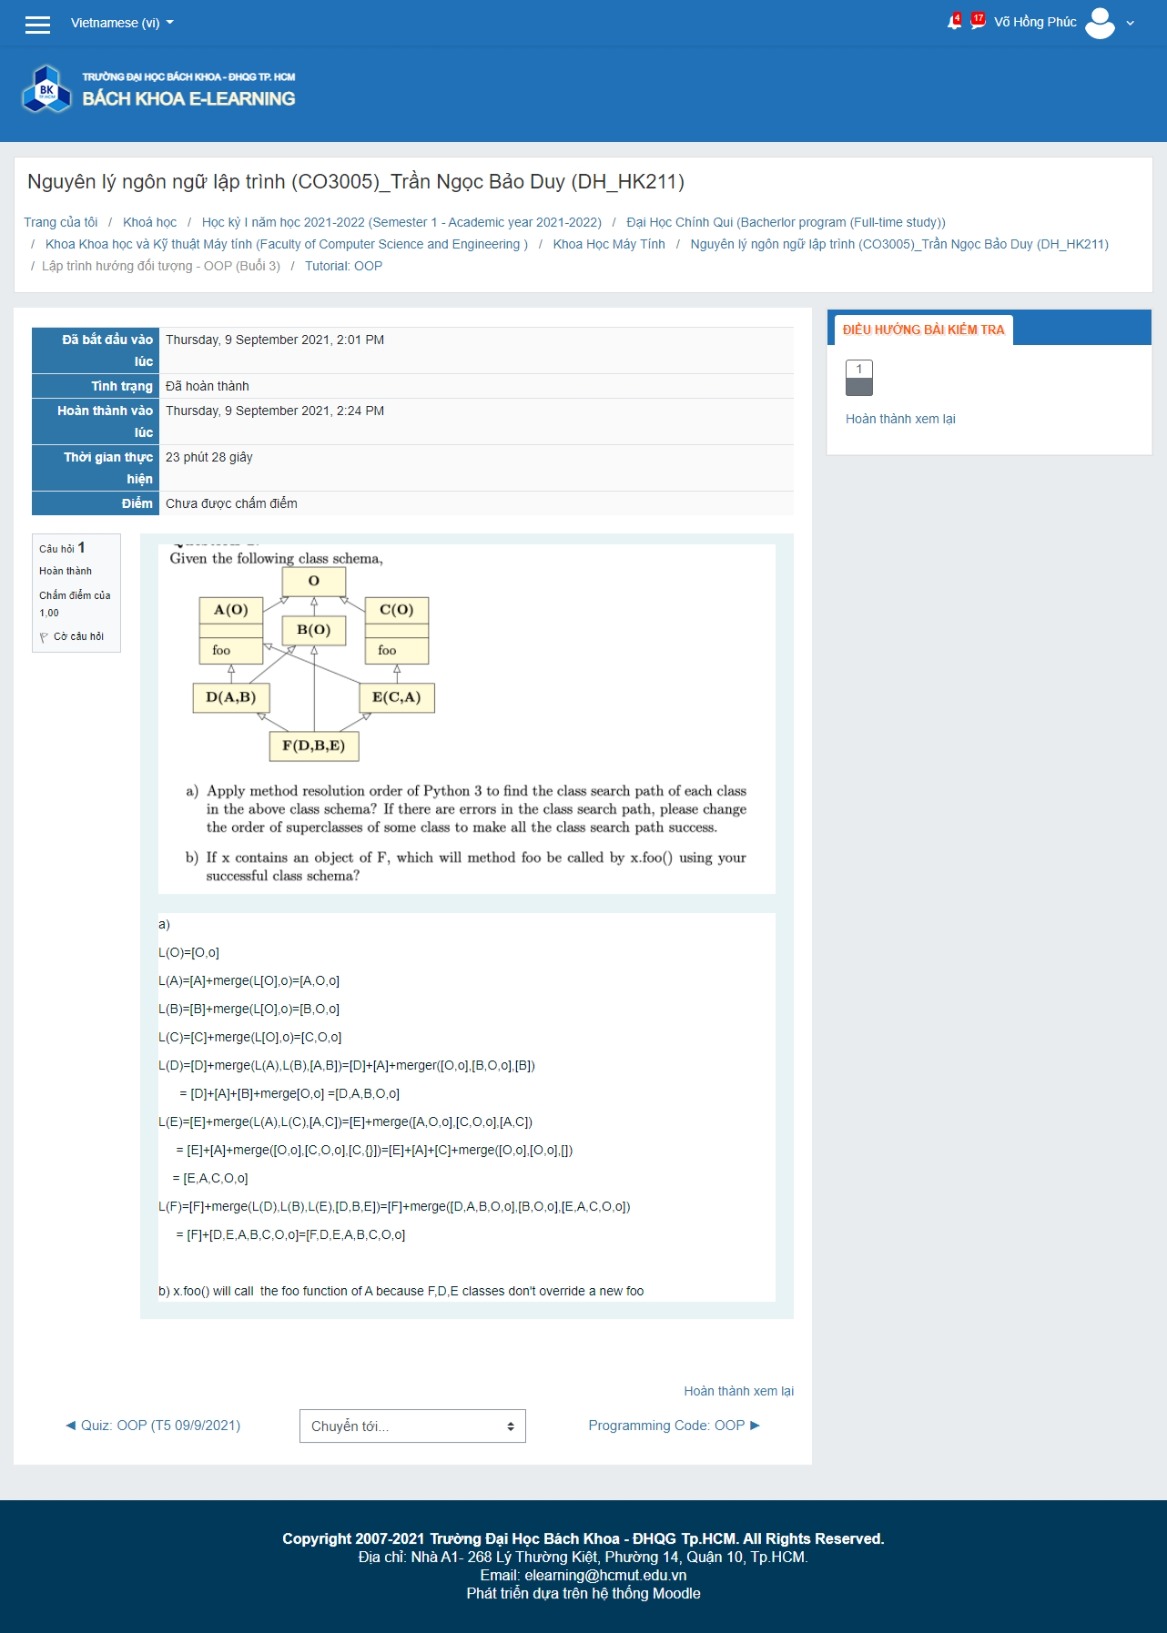 Vietnamese (vi)
4
17
Võ Hồng Phúc
BK
TRƯỜNG ĐẠI HỌC BÁCH KHOA - ĐHQG TP. HCM
BÁCH KHOA E-LEARNING
Nguyên lý ngôn ngữ lập trình (CO3005)_Trần Ngọc Bảo Duy (DH_HK211)
Trang của tôi / Khoá học / Học kỳ I năm học 2021-2022 (Semester 1 - Academic year 2021-2022) / Đại Học Chính Qui (Bacherlor program (Full-time study))
/ Khoa Khoa học và Kỹ thuật Máy tính (Faculty of Computer Science and Engineering ) / Khoa Học Máy Tính / Nguyên lý ngôn ngữ lập trình (CO3005)_Trần Ngọc Bảo Duy (DH_HK211)
/ Lập trình hướng đối tượng - OOP (Buổi 3) / Tutorial: OOP
Đã bắt đầu vào lúc Thursday, 9 September 2021, 2:01 PM
Tình trạng Đã hoàn thành
Hoàn thành vào lúc Thursday, 9 September 2021, 2:24 PM
Thời gian thực hiện 23 phút 28 giây
Điểm Chưa được chấm điểm
ĐIỀU HƯỚNG BÀI KIỂM TRA
1
Hoàn thành xem lại
Câu hỏi 1
Hoàn thành
Chấm điểm của
1,00
Cờ câu hỏi
Given the following class schema,
O
A(O)
B(O)
C(O)
foo
foo
D(A,B)
E(C,A)
F(D,B,E)
a) Apply method resolution order of Python 3 to find the class search path of each class
in the above class schema? If there are errors in the class search path, please change
the order of superclasses of some class to make all the class search path success.
b) If x contains an object of F, which will method foo be called by x.foo() using your
successful class schema?
a)
L(O)=[O,o]
L(A)=[A]+merge(L[O],o)=[A,O,o]
L(B)=[B]+merge(L[O],o)=[B,O,o]
L(C)=[C]+merge(L[O],o)=[C,O,o]
L(D)=[D]+merge(L(A),L(B),[A,B])=[D]+[A]+merger([O,o],[B,O,o],[B])
= [D]+[A]+[B]+merge[O,o] =[D,A,B,O,o]
L(E)=[E]+merge(L(A),L(C),[A,C])=[E]+merge([A,O,o],[C,O,o],[A,C])
= [E]+[A]+merge([O,o],[C,O,o],[C,{}])=[E]+[A]+[C]+merge([O,o],[O,o],[])
= [E,A,C,O,o]
L(F)=[F]+merge(L(D),L(B),L(E),[D,B,E])=[F]+merge([D,A,B,O,o],[B,O,o],[E,A,C,O,o])
= [F]+[D,E,A,B,C,O,o]=[F,D,E,A,B,C,O,o]
b) x.foo() will call the foo function of A because F,D,E classes don't override a new foo
Hoàn thành xem lại
◄ Quiz: OOP (T5 09/9/2021)
Chuyển tới...
Programming Code: OOP ►
Copyright 2007-2021 Trường Đại Học Bách Khoa - ĐHQG Tp.HCM. All Rights Reserved.
Địa chỉ: Nhà A1- 268 Lý Thường Kiệt, Phường 14, Quận 10, Tp.HCM.
Email: elearning@hcmut.edu.vn
Phát triển dựa trên hệ thống Moodle